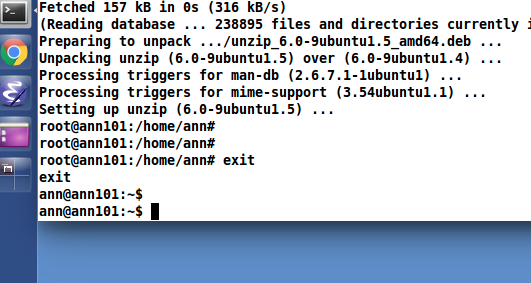 Fetched 157 kB in 0s (316 kB/s)
(Reading database ... 238895 files and directories currently
Preparing to unpack .../unzip_6.0-9ubuntu1.5_amd64.deb ...
Unpacking unzip (6.0-9ubuntu1.5) over (6.0-9ubuntu1.4) ...
Processing triggers for man-db (2.6.7.1-1ubuntu1) ...
Processing triggers for mime-support (3.54ubuntu1.1) ...
Setting up unzip (6.0-9ubuntu1.5) ...
root@ann101:/home/ann#
root@ann101:/home/ann#
root@ann101:/home/ann# exit
exit
ann@ann101:~$
ann@ann101:~$